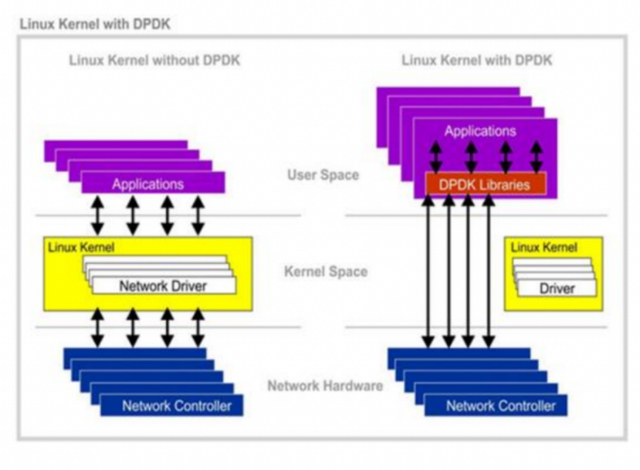 Linux Kernel with DPDK
Linux Kernel without DPDK
Linux Kernel with DPDK
Applications
Applications
DPDK Libraries
User Space
Linux Kernel
Network Driver
Kernel Space
Linux Kernel
Driver
Network Controller
Network Hardware
Network Controller